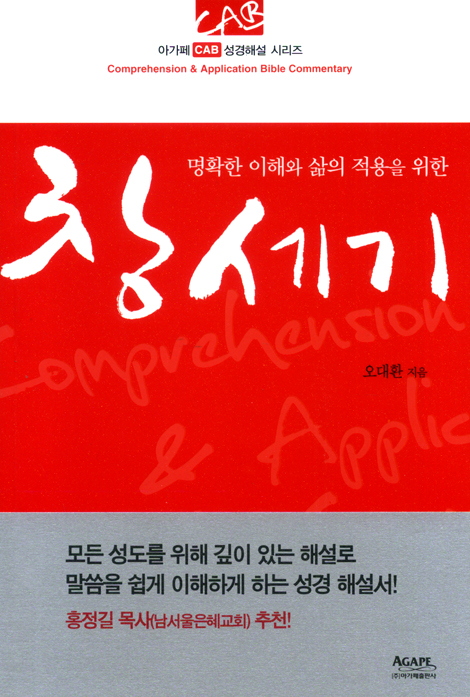 CAB
아가페 CAB 성경해설 시리즈
Comprehension & Application Bible Commentary
명확한 이해와 삶의 적용을 위한
창세기
Comprehension
& Applic
오대환 지음
모든 성도를 위해 깊이 있는 해설로
말씀을 쉽게 이해하게 하는 성경 해설서!
홍정길 목사(남서울은혜교회) 추천!
AGAPE
(주)아가페출판사